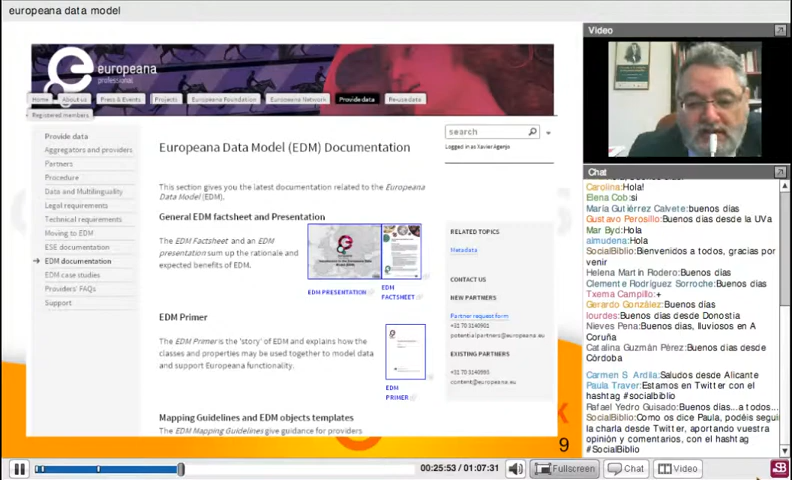 europeana data model
europeana
professional
Home
About us
Press & Events
Projects
Europeana Foundation
Europeana Network
Provide data
Reuse data
Registered members
Provide data
Aggregators and providers
Partners
Procedure
Data and Multilinguality
Legal requirements
Technical requirements
Moving to EDM
ESE documentation
EDM documentation
EDM case studies
Providers' FAQs
Support
Europeana Data Model (EDM) Documentation
This section gives you the latest documentation related to the Europeana
Data Model (EDM).
General EDM factsheet and Presentation
The EDM Factsheet and an EDM
presentation sum up the rationale and
expected benefits of EDM.
EDM PRESENTATION
EDM
FACTSHEET
EDM Primer
The EDM Primer is the 'story' of EDM and explains how the
classes and properties may be used together to model data
and support Europeana functionality.
EDM
PRIMER
Mapping Guidelines and EDM objects templates
The EDM Mapping Guidelines give guidance for providers
search
Logged in as Xavier Agenjo
RELATED TOPICS
Metadata
CONTACT US
NEW PARTNERS
Partner request form
+31 70 3140901
potentialpartners@europeana.eu
EXISTING PARTNERS
content@europeana.eu
9
Video
Chat
Carolina:Hola!
Elena Cob:si
María Gutiérrez Calvete:buenos
dias
Gustavo Perosillo:Buenos días desde la UVa
Mar Byd:Hola
almudena:Hola
SocialBiblio:Bienvenidos a todos, gracias por
venir
Helena Martín Rodero:Buenos días
Clemente Rodríguez Sorroche:Buenos
días
Txema Campillo:+
Gerardo González:Buenos días
lourdes:Buenos días desde Donostia
Nieves Pena:Buenos días, lluviosos en A
Coruña
Catalina Guzmán Pérez:Buenos días desde
Córdoba
Carmen S Ardila:Saludos desde Alicante
Paula Traver:Estamos en Twitter con el
hashtag #socialbiblio
Rafael Yedro Guisado:Buenos días...a todos...
SocialBiblio:Como os dice Paula, podéis segui
la charla desde Twitter, aportando vuestra
opinión y comentarios, con el hashtag
#SocialBiblio
00:25:53 / 01:07:31
Fullscreen
Chat
Video